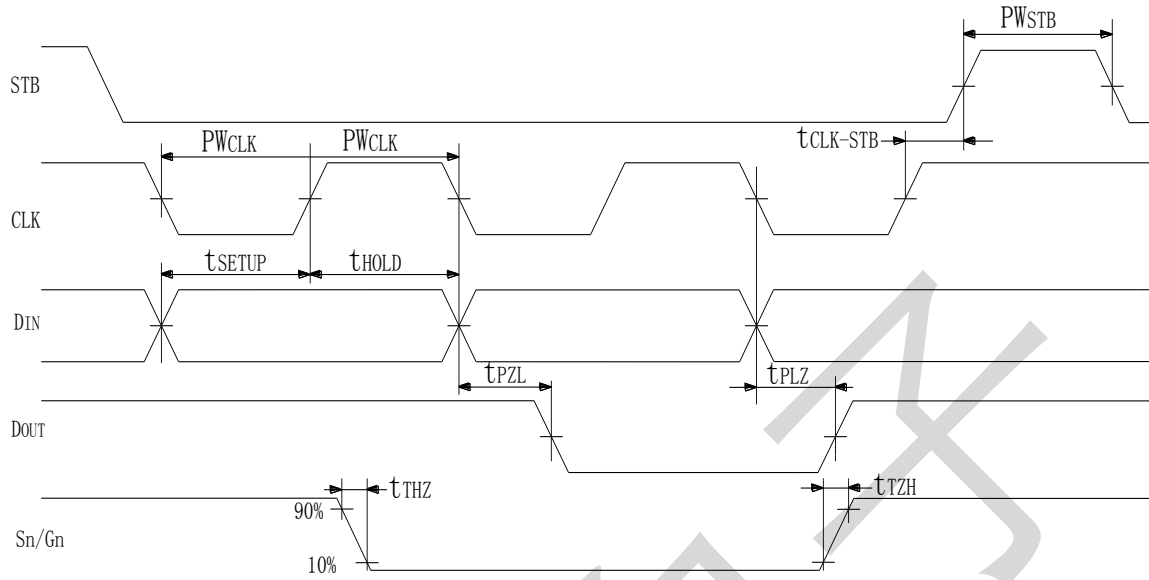 PWSTB
STB
tCLK-STB
PWCLK PWCLK
CLK
tSETUP tHOLD
DIN
tPZL tPLZ
DOUT
tTHZ tTZH
90%
Sn/Gn
10%